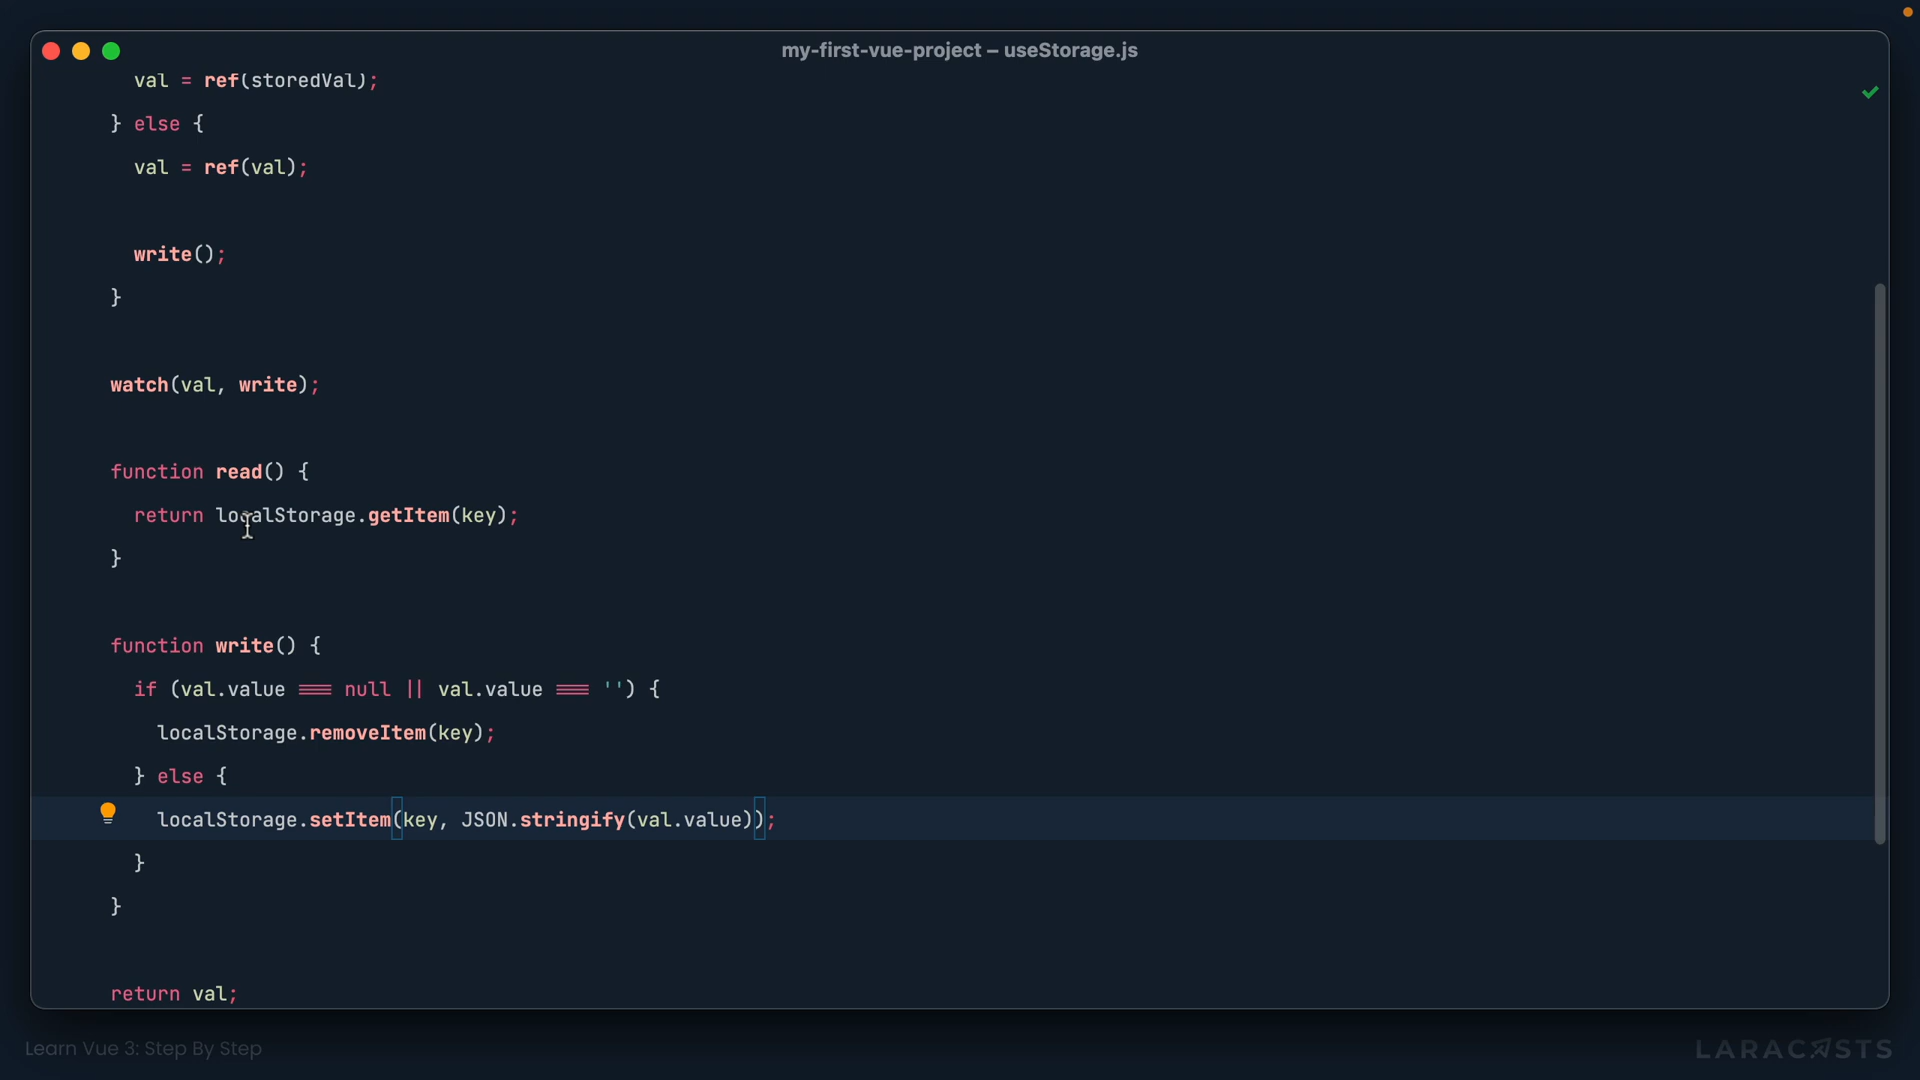 my-first-vue-project – useStorage.js
val = ref(storedVal);
} else {
val = ref(val);
write();
}
watch(val, write);
function read() {
return localStorage.getItem(key);
}
function write() {
if (val.value === null || val.value === '') {
localStorage.removeItem(key);
} else {
localStorage.setItem(key, JSON.stringify(val.value));
}
}
return val;
Learn Vue 3: Step By Step
LARACASTS